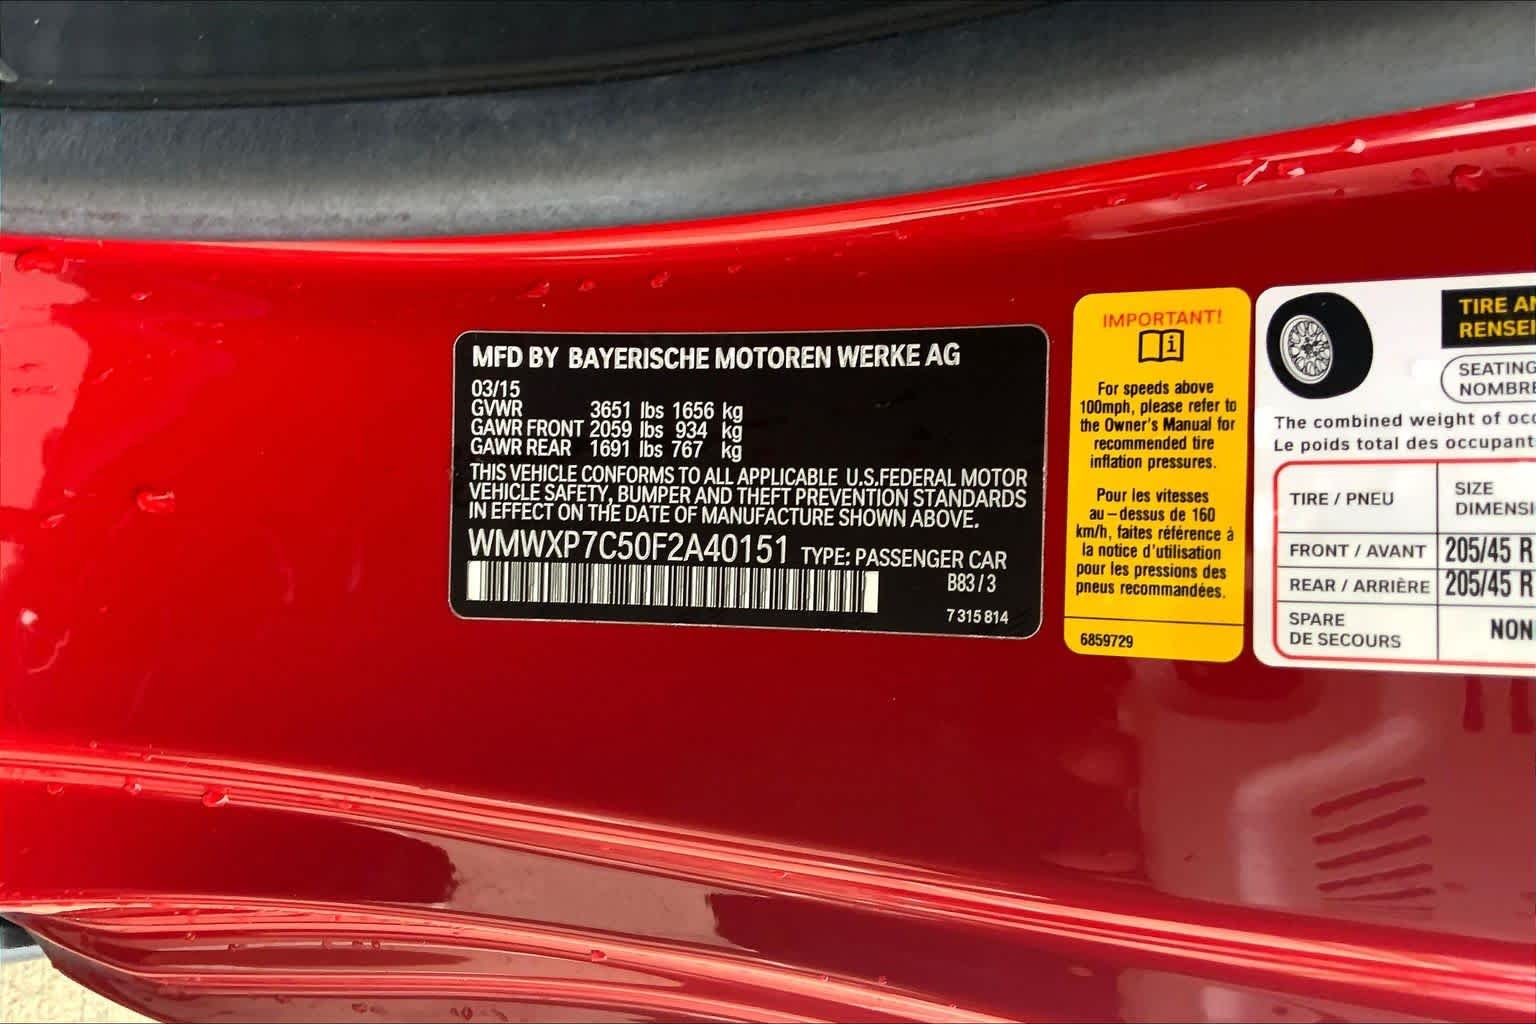 MFD BY BAYERISCHE MOTOREN WERKE AG
03/15
GVWR 3651 lbs 1656 kg
GAWR FRONT 2059 lbs 934 kg
GAWR REAR 1691 lbs 767 kg
THIS VEHICLE CONFORMS TO ALL APPLICABLE U.S.FEDERAL MOTOR
VEHICLE SAFETY, BUMPER AND THEFT PREVENTION STANDARDS
IN EFFECT ON THE DATE OF MANUFACTURE SHOWN ABOVE.
WMWXP7C50F2A40151 TYPE: PASSENGER CAR
B83/3
7 315 814
IMPORTANT!
i
For speeds above
100mph, please refer to
the Owner's Manual for
recommended tire
inflation pressures.
Pour les vitesses
au–dessus de 160
km/h, faites référence à
la notice d'utilisation
pour les pressions des
pneus recommandées.
6859729
TIRE
RENSEI
SEATING
NOMBRE
The combined weight of occ
Le poids total des occupant
TIRE / PNEU
SIZE
DIMENSI
FRONT / AVANT 205/45 R
REAR / ARRIÈRE 205/45 R
SPARE
DE SECOURS
NON